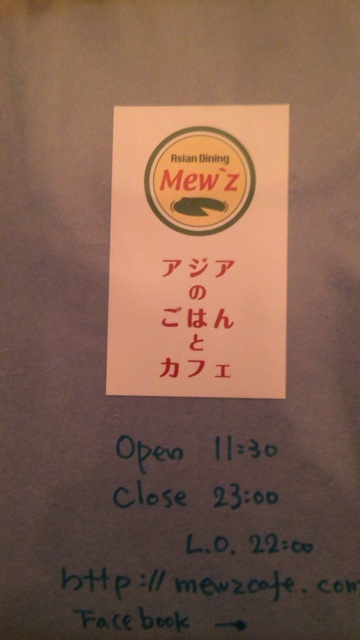 Asian Dining
Mew'z
アジア
の
ごはん
と
カフェ
Open 11:30
Close 23:00
L.O. 22:00
http://mewzcafe.com
Facebook →